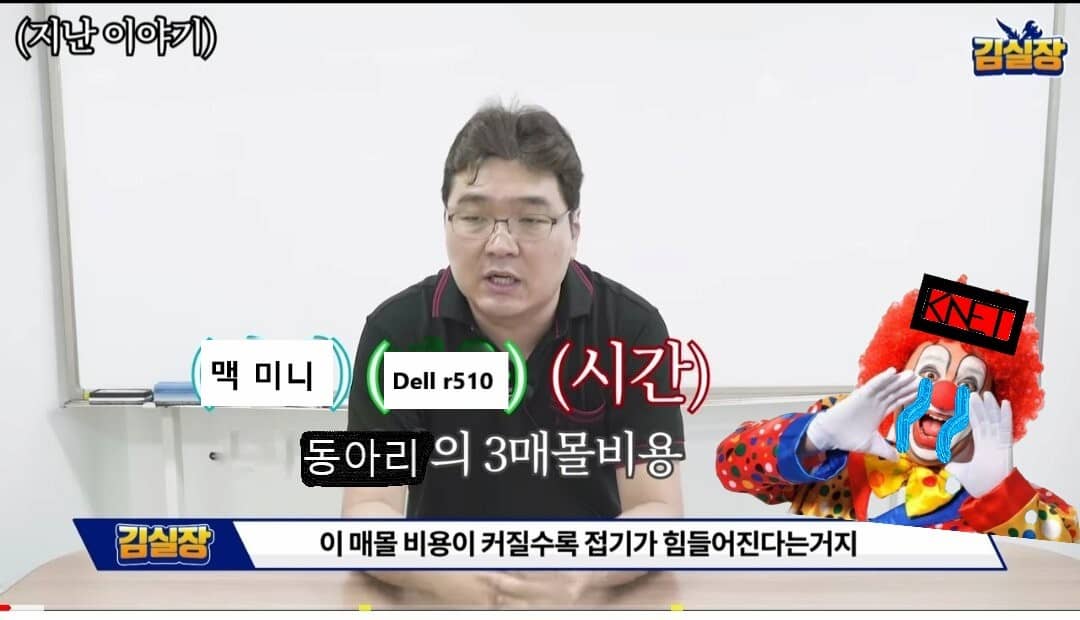 (지난 이야기)
김실장
KNET
(맥 미니) (Dell r510) (시간)
동아리의 3매몰비용
김실장 이 매몰 비용이 커질수록 접기가 힘들어진다는거지